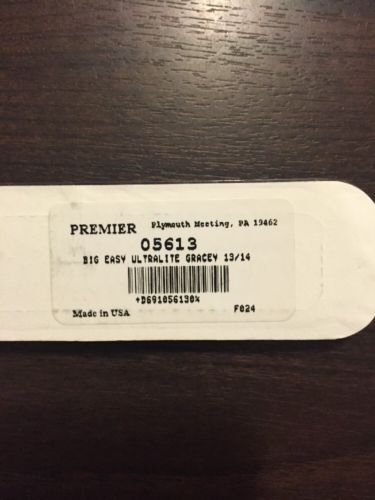 PREMIER Plymouth Meeting, PA 19462
05613
BIG EASY ULTRALITE GRACEY 13/14
+D691056130%
Made in USA F024